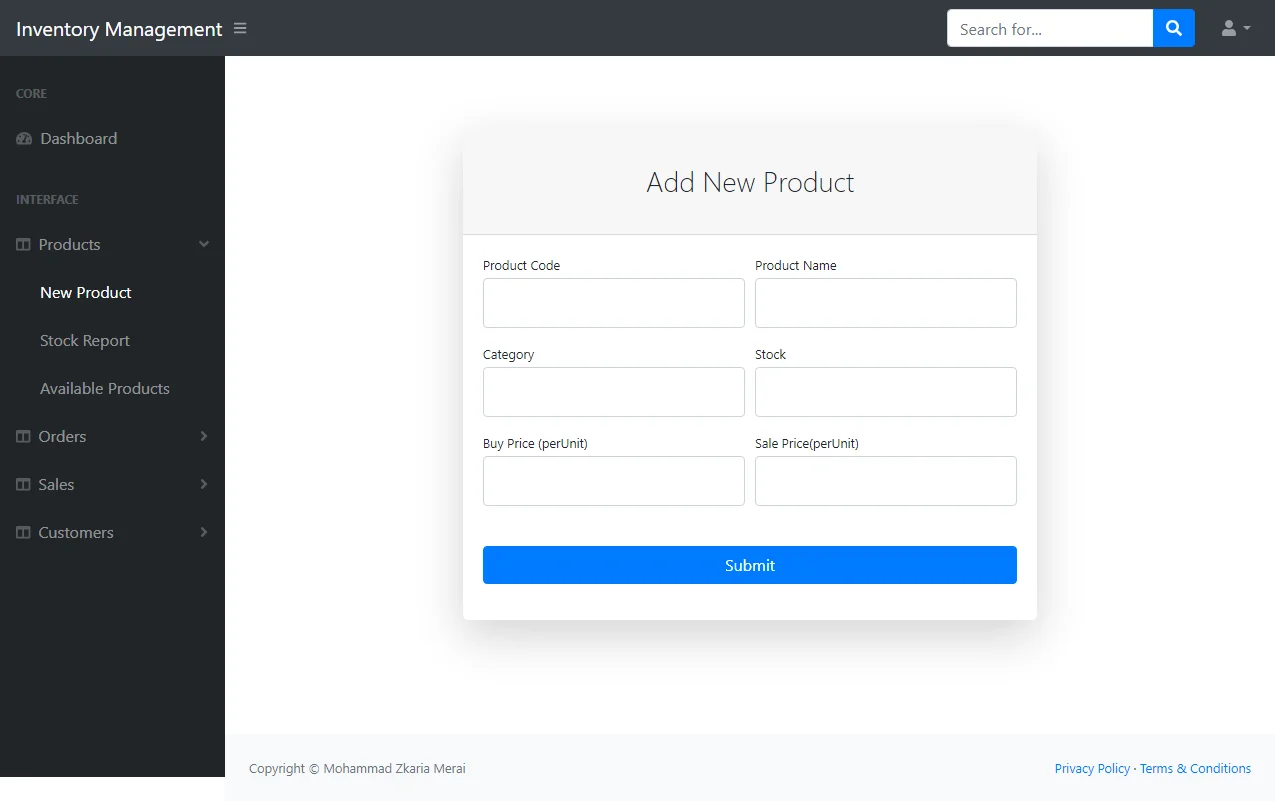 Inventory Management
Search for...
CORE
Dashboard
INTERFACE
Products
New Product
Stock Report
Available Products
Orders
Sales
Customers
Add New Product
Product Code
Product Name
Category
Stock
Buy Price (perUnit)
Sale Price(perUnit)
Submit
Copyright © Mohammad Zkaria Merai
Privacy Policy · Terms & Conditions